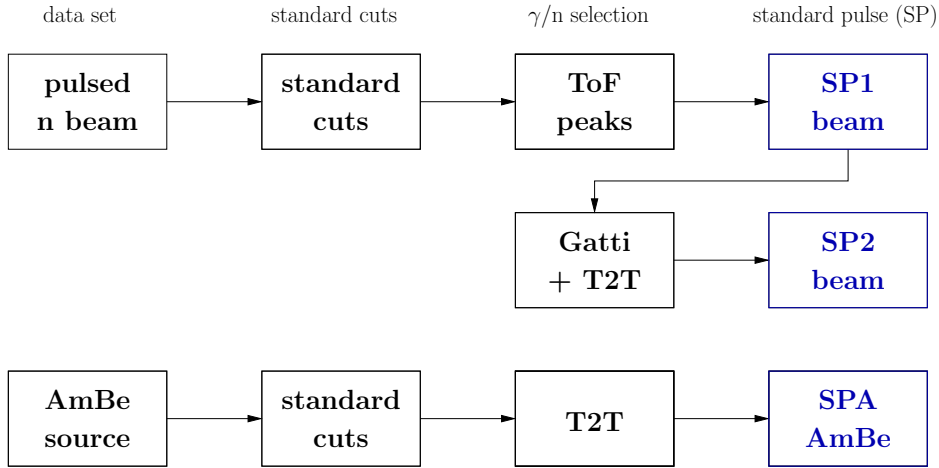 data set
standard cuts
γ/n selection
standard pulse (SP)
pulsed
n beam
standard
cuts
ToF
peaks
SP1
beam
Gatti
+ T2T
SP2
beam
AmBe
source
standard
cuts
T2T
SPA
AmBe